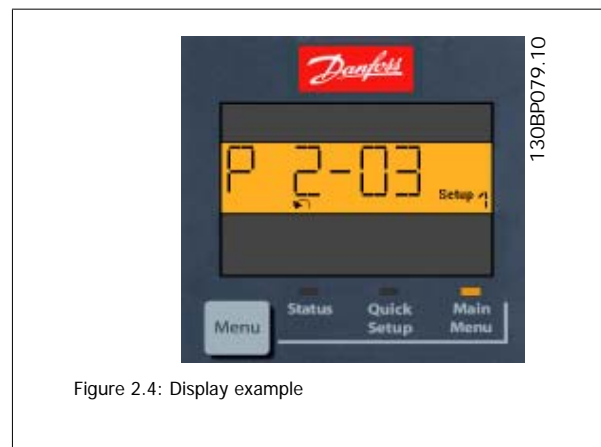 Danfoss
130BP079.10
P 2-03
Setup 1
Status
Quick Setup
Main Menu
Menu
Figure 2.4: Display example